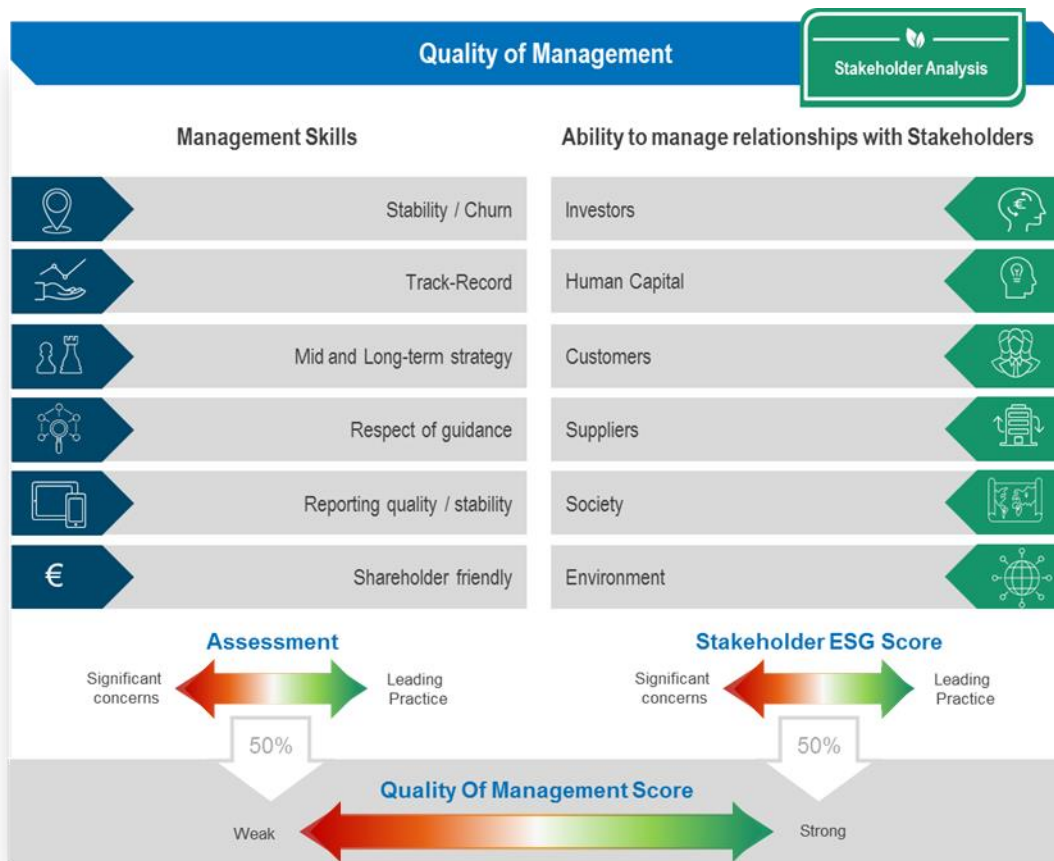 Quality of Management
Stakeholder Analysis
Management Skills
Ability to manage relationships with Stakeholders
Stability / Churn
Investors
Track-Record
Human Capital
Mid and Long-term strategy
Customers
Respect of guidance
Suppliers
Reporting quality / stability
Society
€
Shareholder friendly
Environment
€
Assessment
Stakeholder ESG Score
Significant
concerns
Leading
Practice
Significant
concerns
Leading
Practice
50%
50%
Quality Of Management Score
Weak
Strong